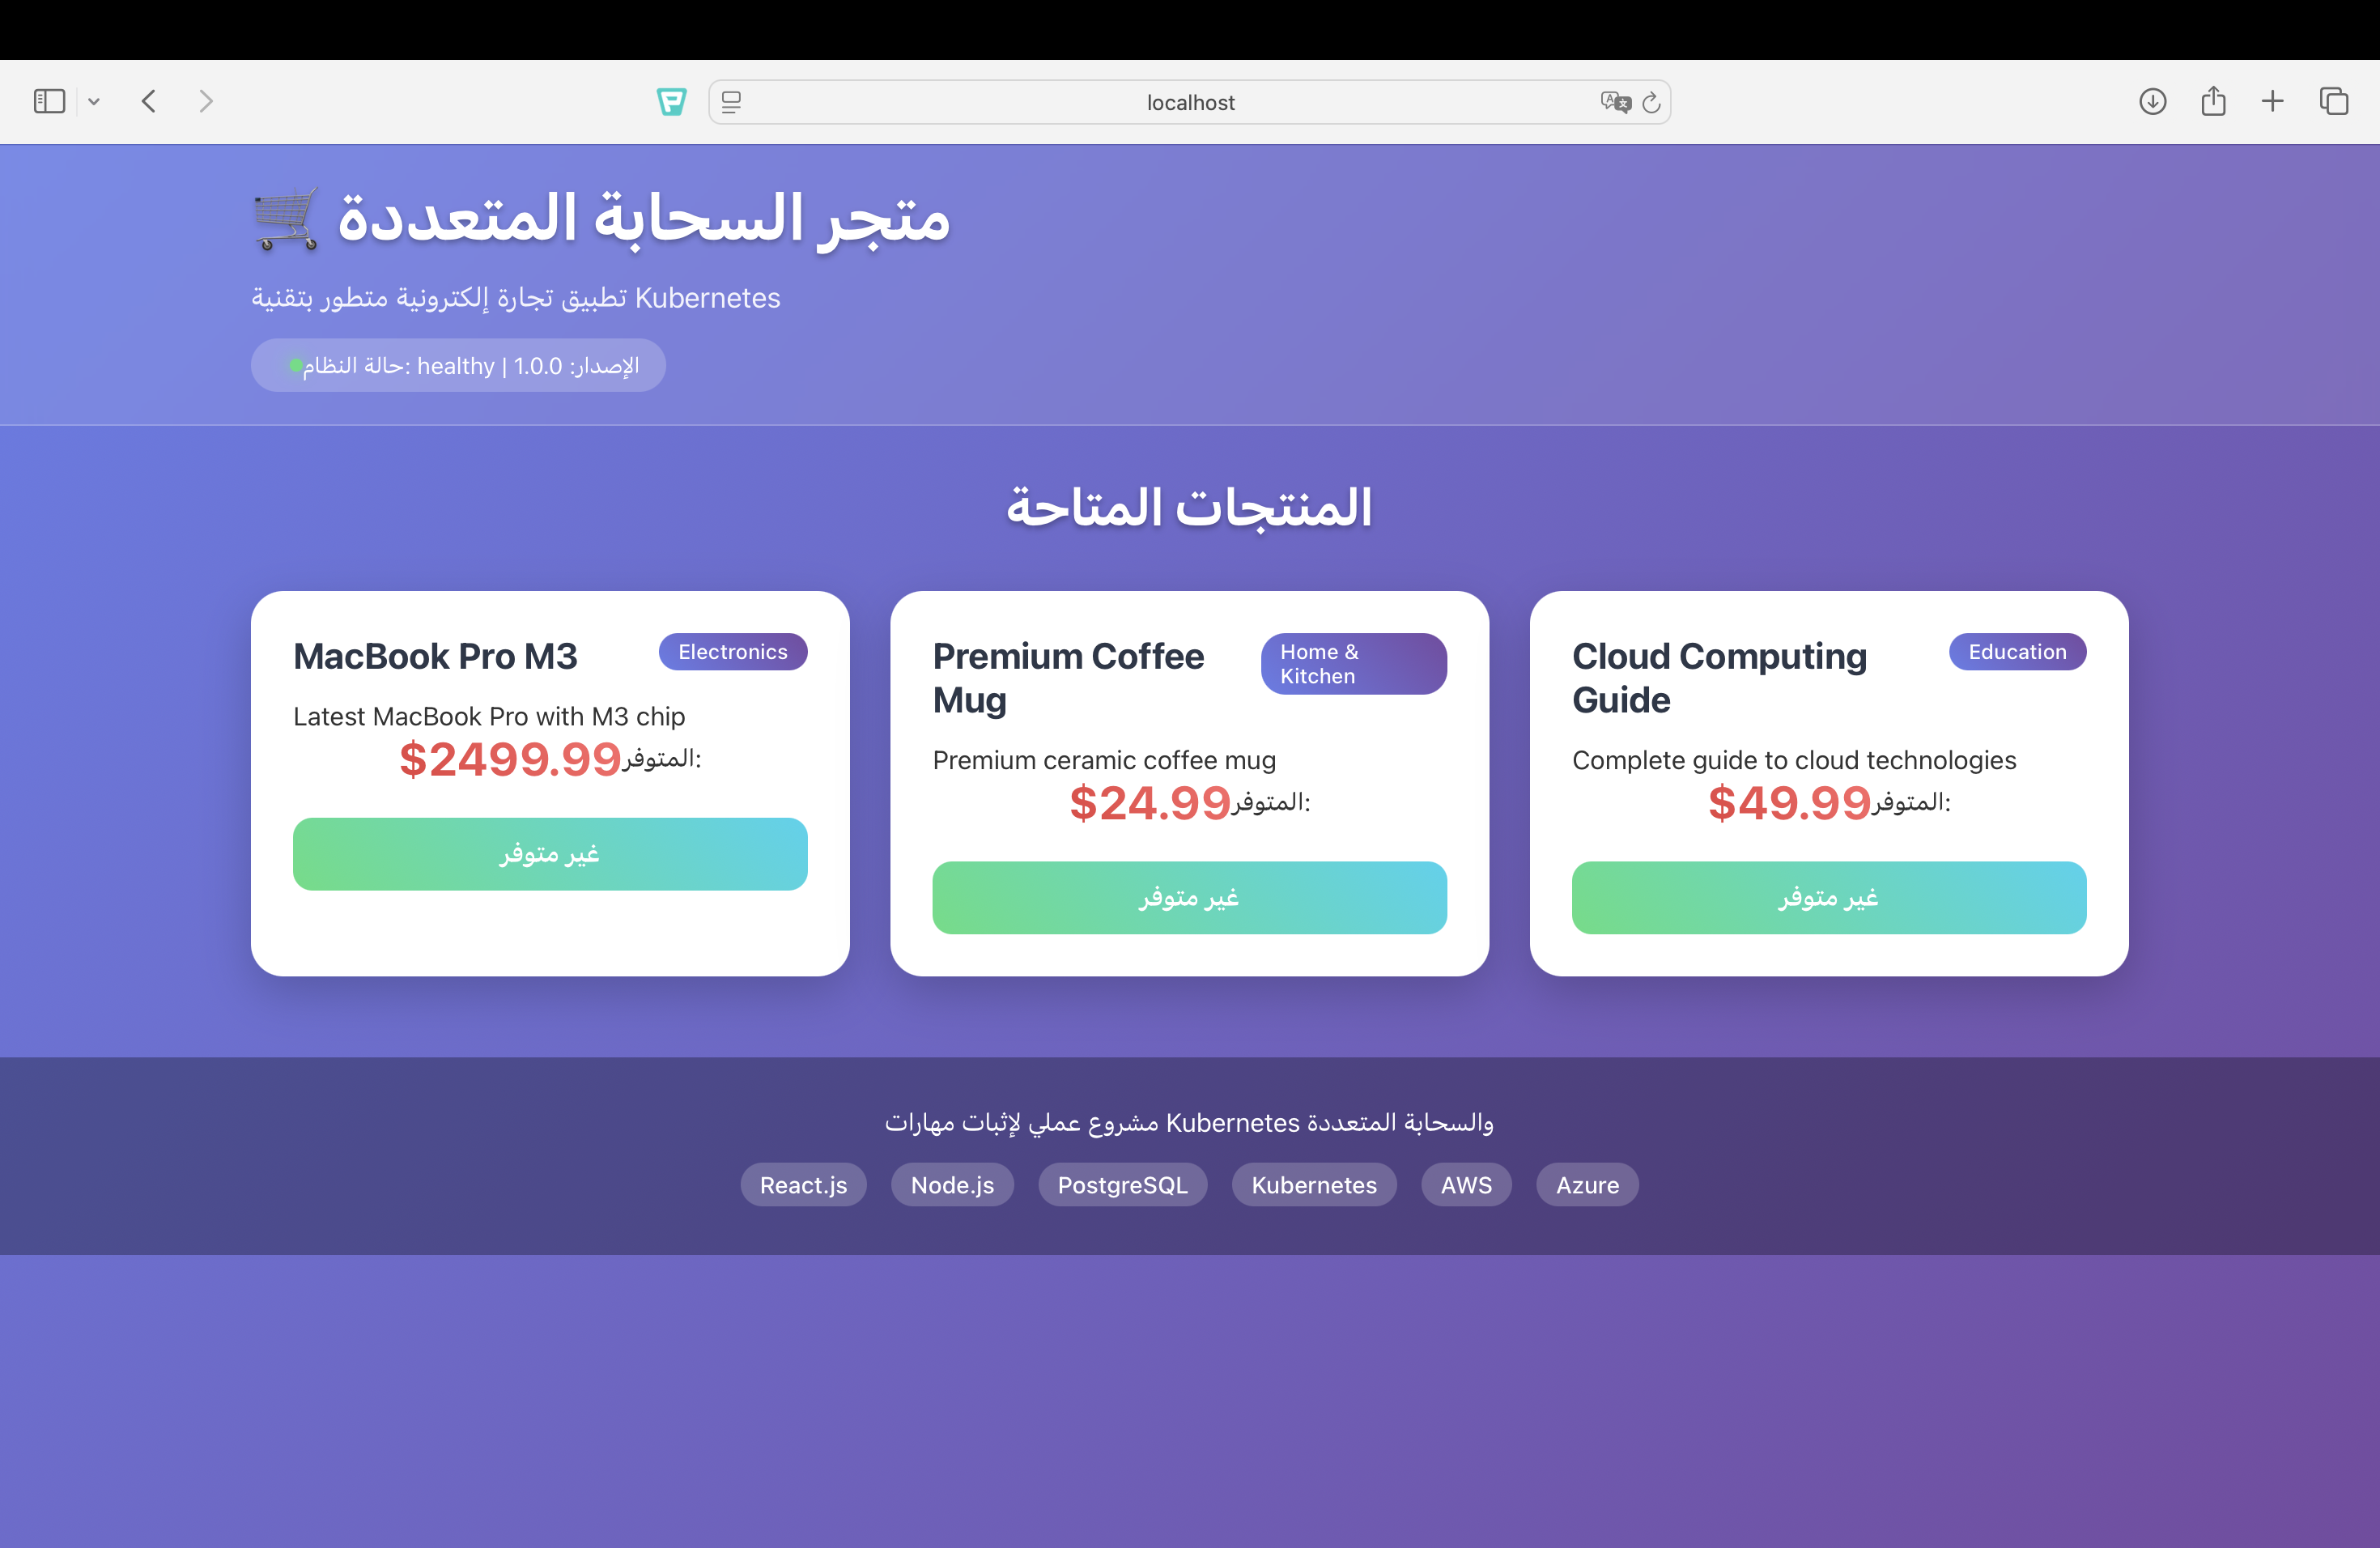 localhost
متجر السحابة المتعددة
تطبيق تجارة إلكترونية متطور بتقنية Kubernetes
حالة النظام: healthy | الإصدار: 1.0.0
المنتجات المتاحة
MacBook Pro M3
Electronics
Latest MacBook Pro with M3 chip
$2499.99
المتوفر:
غير متوفر
Premium Coffee
Mug
Home &
Kitchen
Premium ceramic coffee mug
$24.99
المتوفر:
غير متوفر
Cloud Computing
Guide
Education
Complete guide to cloud technologies
$49.99
المتوفر:
غير متوفر
مشروع عملي لإثبات مهارات Kubernetes والسحابة المتعددة
React.js
Node.js
PostgreSQL
Kubernetes
AWS
Azure